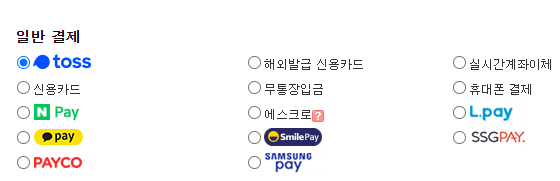 일반 결제
toss 해외발급 신용카드 실시간계좌이체
신용카드 무통장입금 휴대폰 결제
N Pay 에스크로? L.pay
pay SmilePay SSGPAY.
PAYCO SAMSUNG pay